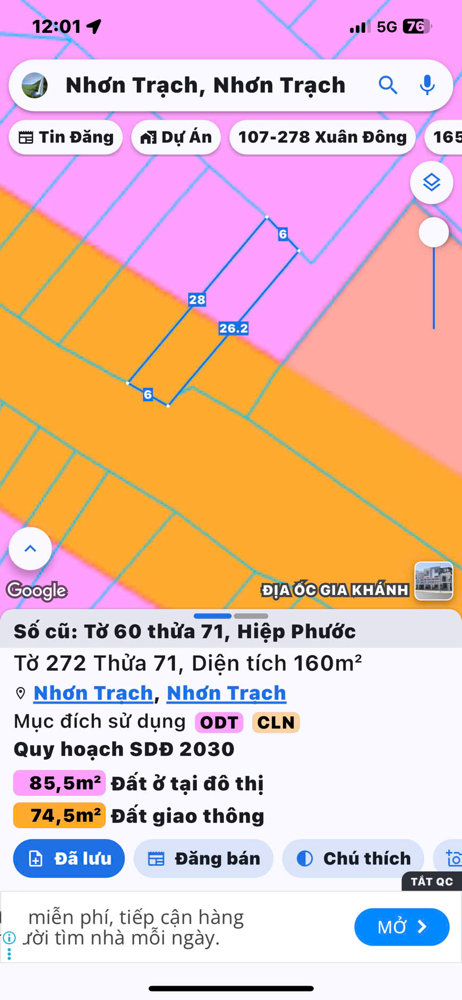 12:01
5G 76
Nhơn Trạch, Nhơn Trạch
Tin Đăng
Dự Án
107-278 Xuân Đông
165
6
28
26.2
6
Google
ĐỊA ỐC GIA KHÁNH
Số cũ: Tờ 60 thửa 71, Hiệp Phước
Tờ 272 Thửa 71, Diện tích 160m²
Nhơn Trạch, Nhơn Trạch
Mục đích sử dụng ODT CLN
Quy hoạch SDĐ 2030
85,5m² Đất ở tại đô thị
74,5m² Đất giao thông
Đã lưu
Đăng bán
Chú thích
TẮT QC
miễn phí, tiếp cận hàng
ười tìm nhà mỗi ngày.
MỞ